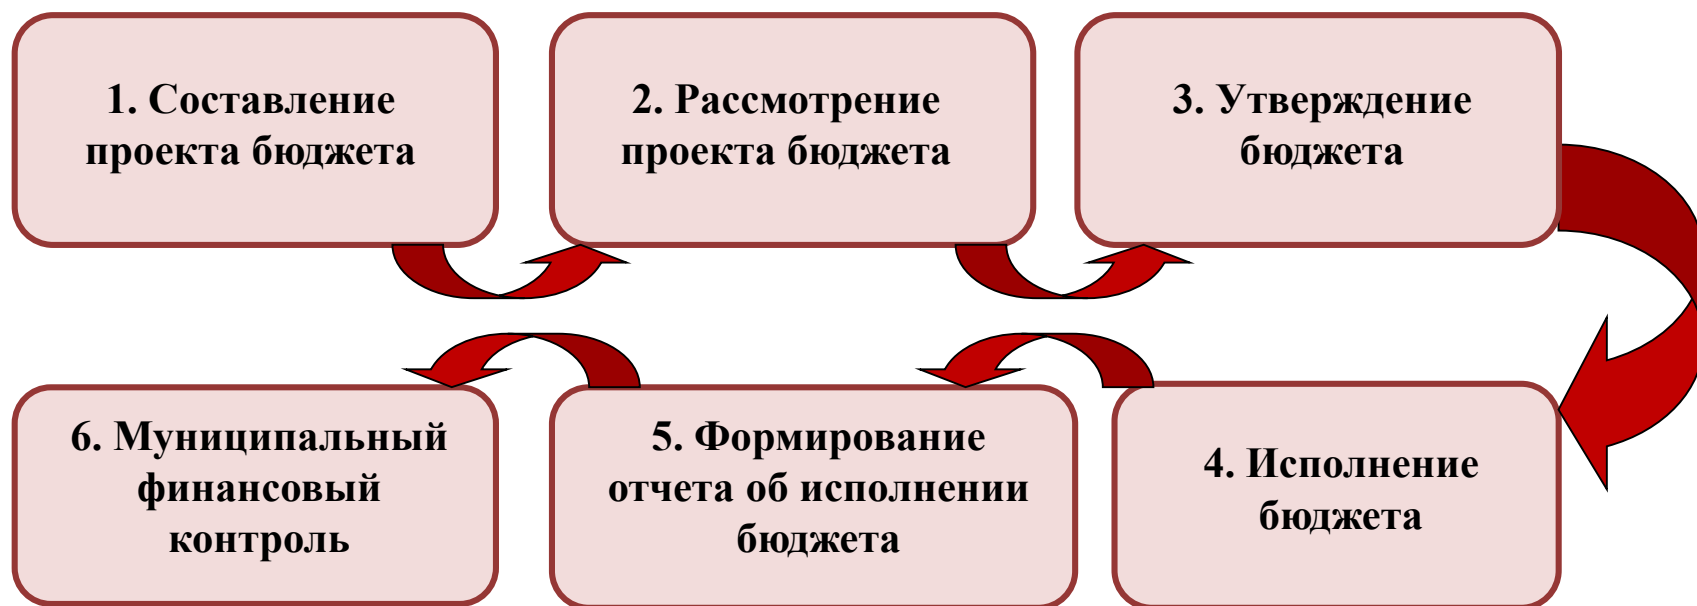 1. Составление
проекта бюджета
2. Рассмотрение
проекта бюджета
3. Утверждение
бюджета
4. Исполнение
бюджета
5. Формирование
отчета об исполнении
бюджета
6. Муниципальный
финансовый
контроль